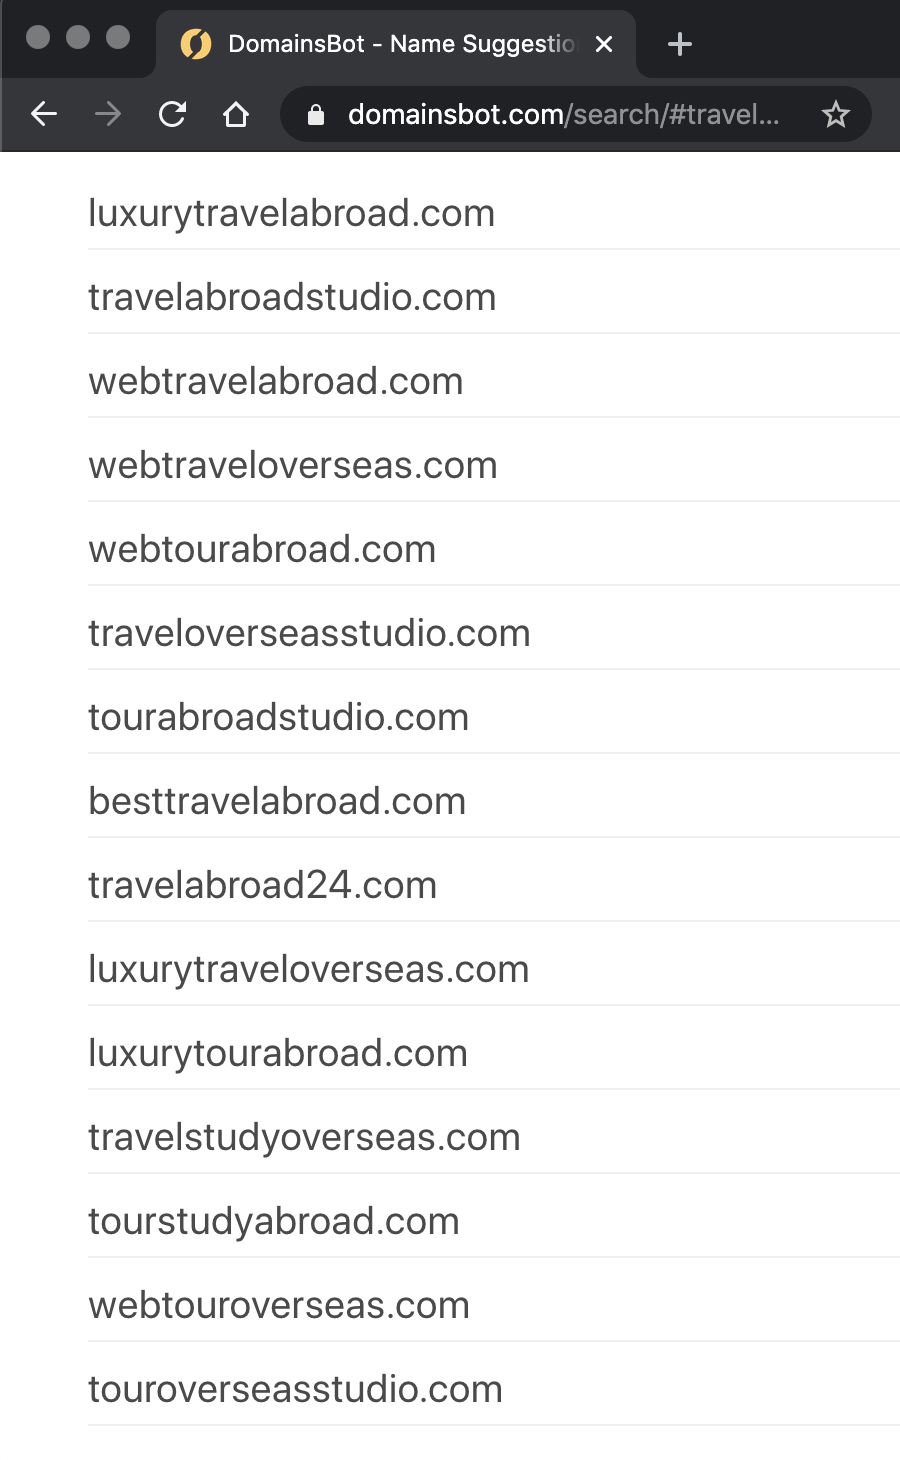 DomainsBot - Name Suggestio
domainsbot.com/search/#travel...
luxurytravelabroad.com
travelabroadstudio.com
webtravelabroad.com
webtraveloverseas.com
webtourabroad.com
traveloverseasstudio.com
tourabroadstudio.com
besttravelabroad.com
travelabroad24.com
luxurytraveloverseas.com
luxurytourabroad.com
travelstudyoverseas.com
tourstudyabroad.com
webtouroverseas.com
touroverseasstudio.com